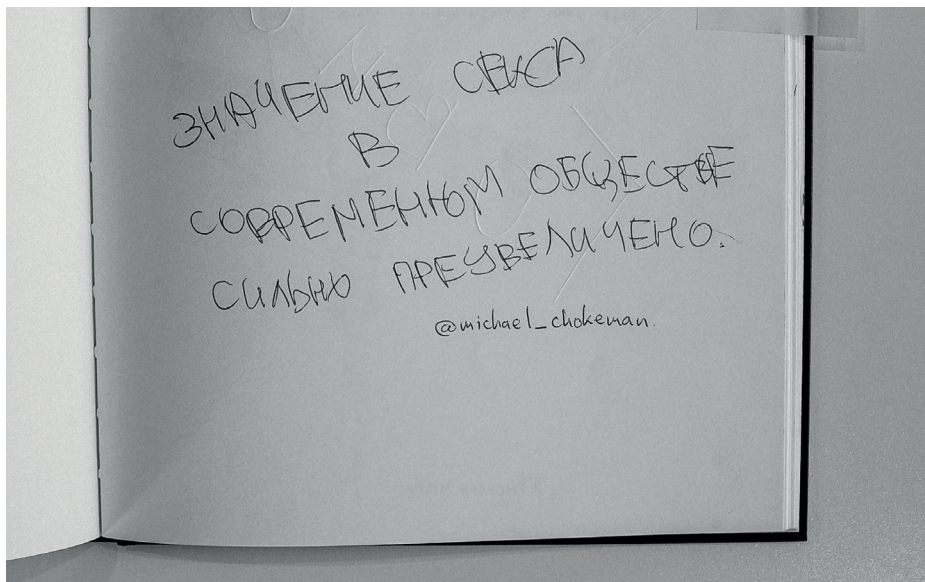 ЗНАЧЕНИЕ СЕКСА
В
СОВРЕМЕННОМ ОБЩЕСТВЕ
СИЛЬНО ПРЕУВЕЛИЧЕНО.
@michael_chokeman.